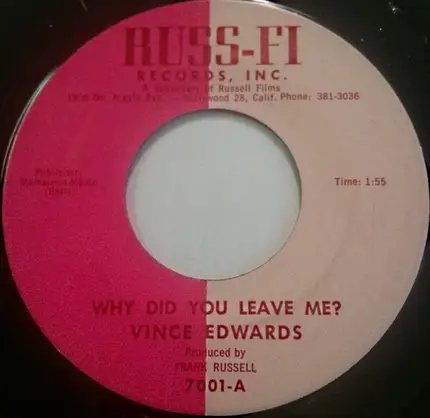 RUSS-FI
RECORDS, INC.
A Subsidiary of Russell Films
Hollywood 28, Calif. Phone: 381-3036
Publisher:
Time: 1:55
WHY DID YOU LEAVE ME?
VINCE EDWARDS
Produced by
FRANK RUSSELL
7001-A